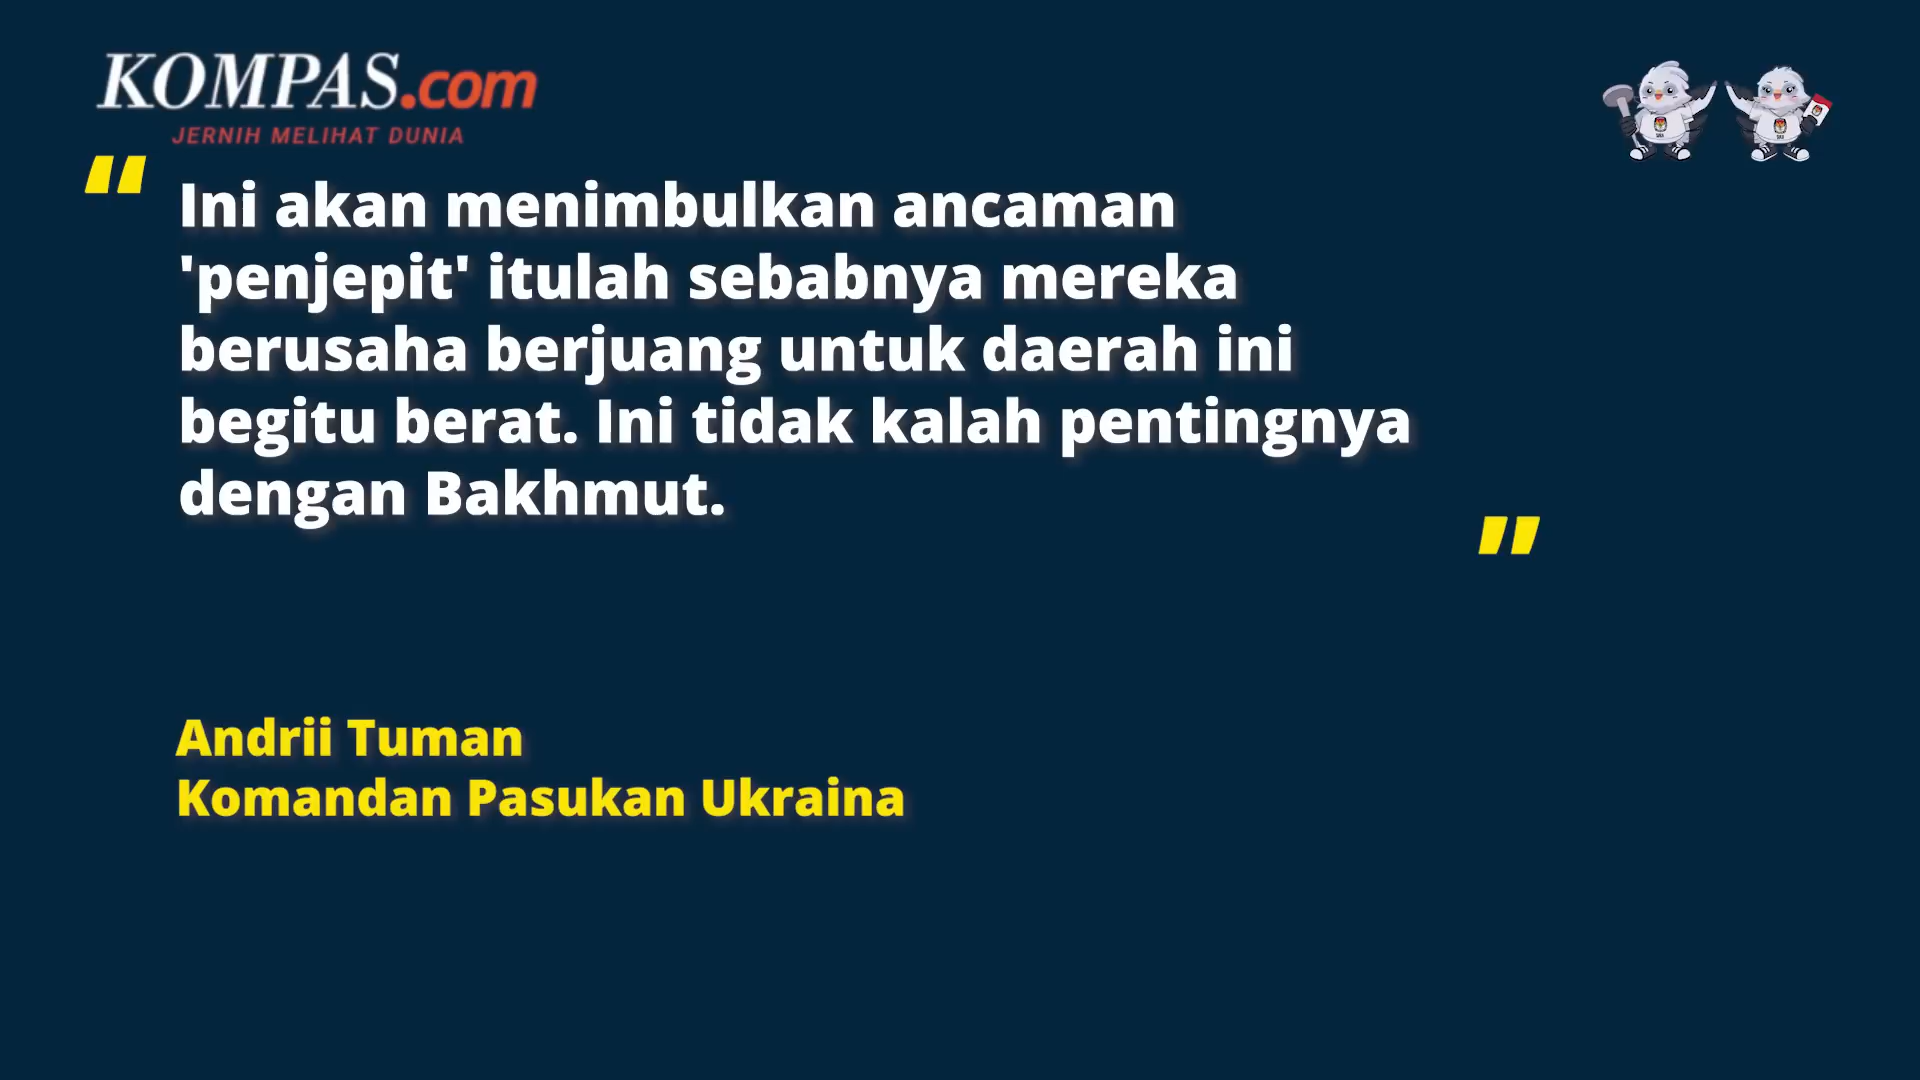 KOMPAS.com
JERNIH MELIHAT DUNIA
“
Ini akan menimbulkan ancaman
'penjepit' itulah sebabnya mereka
berusaha berjuang untuk daerah ini
begitu berat. Ini tidak kalah pentingnya
dengan Bakhmut.
”
Andrii Tuman
Komandan Pasukan Ukraina